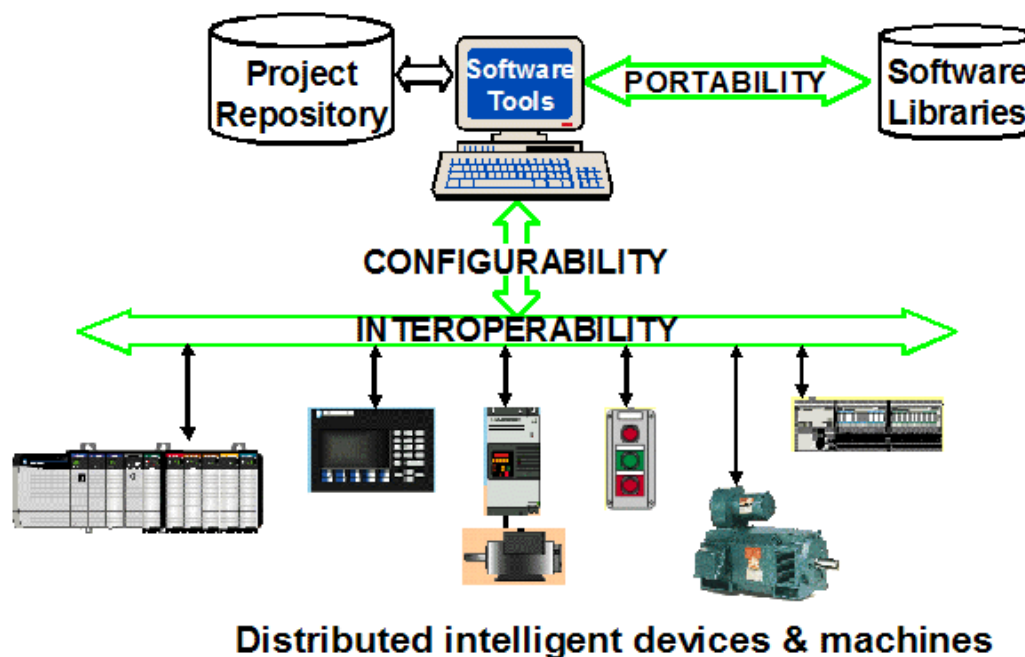 Project
Repository
Software
Tools
PORTABILITY
Software
Libraries
CONFIGURABILITY
INTEROPERABILITY
Distributed intelligent devices & machines